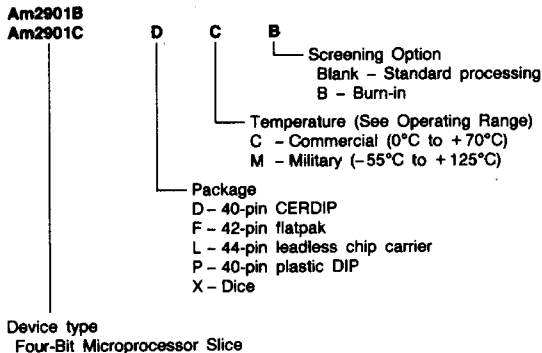 Am2901B
Am2901C D C B
Screening Option
Blank – Standard processing
B – Burn-in
Temperature (See Operating Range)
C – Commercial (0°C to +70°C)
M – Military (–55°C to +125°C)
Package
D – 40-pin CERDIP
F – 42-pin flatpak
L – 44-pin leadless chip carrier
P – 40-pin plastic DIP
X – Dice
Device type
Four-Bit Microprocessor Slice